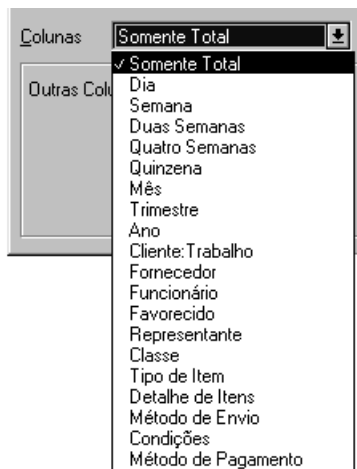 Colunas Somente Total
✓ Somente Total
Outras Colu
Dia
Semana
Duas Semanas
Quatro Semanas
Quinzena
Mês
Trimestre
Ano
Cliente:Trabalho
Fornecedor
Funcionário
Favorecido
Representante
Classe
Tipo de Item
Detalhe de Itens
Método de Envio
Condições
Método de Pagamento